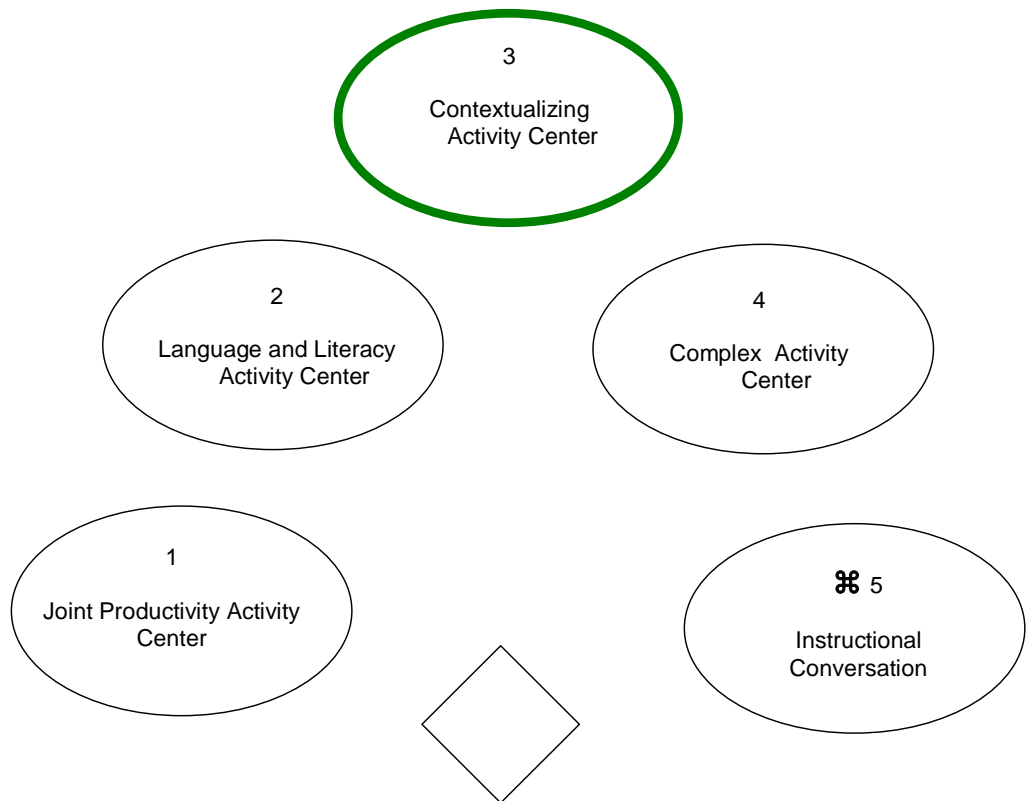 3
Contextualizing
Activity Center
2
Language and Literacy
Activity Center
4
Complex Activity
Center
1
Joint Productivity Activity
Center
⌘ 5
Instructional
Conversation